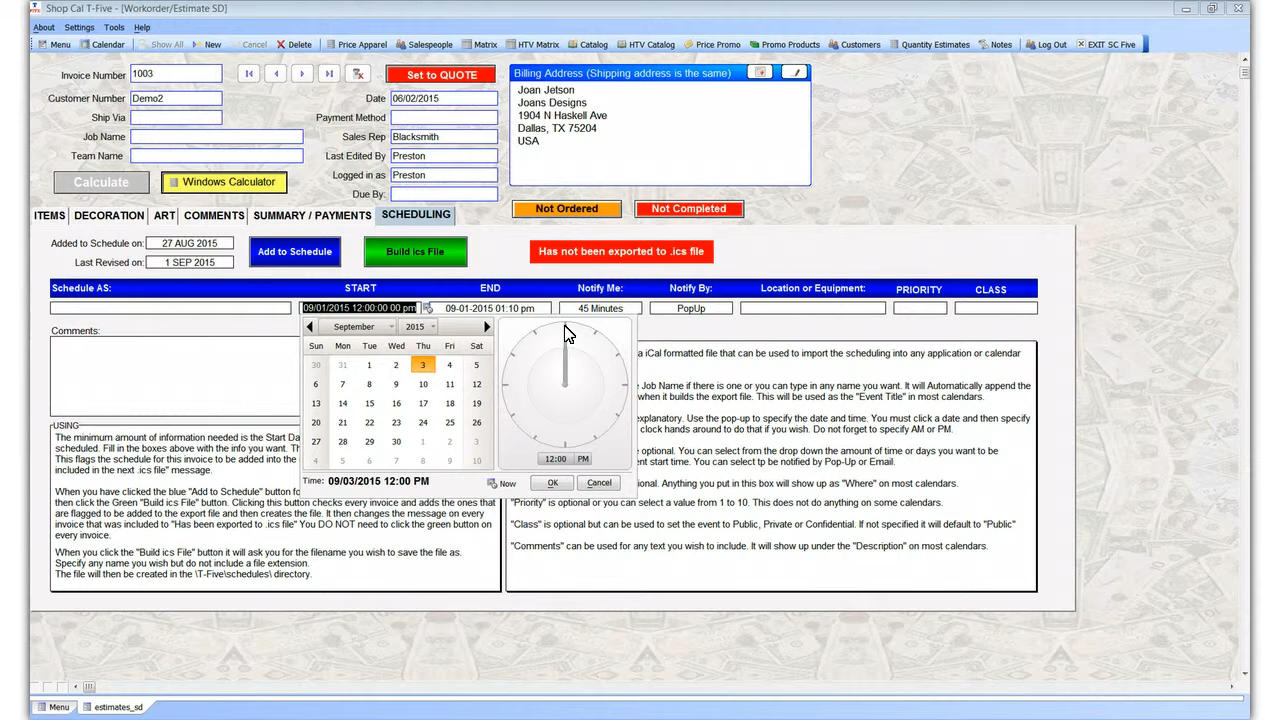 Shop Cal T-Five - [Workorder/Estimate SD]
About Settings Tools Help
Menu Calendar Show All New Cancel Delete Price Apparel Salespeople Matrix HTV Matrix Catalog HTV Catalog Price Promo Promo Products Customers Quantity Estimates Notes Log Out EXIT SC Five
Invoice Number 1003
Set to QUOTE
Billing Address (Shipping address is the same)
Joan Jetson
Joans Designs
1904 N Haskell Ave
Dallas, TX 75204
USA
Customer Number Demo2
Date 06/02/2015
Ship Via
Payment Method
Job Name
Sales Rep Blacksmith
Team Name
Last Edited By Preston
Calculate Windows Calculator
Logged in as Preston
Due By:
ITEMS DECORATION ART COMMENTS SUMMARY / PAYMENTS SCHEDULING
Not Ordered Not Completed
Added to Schedule on: 27 AUG 2015
Last Revised on: 1 SEP 2015
Add to Schedule Build ics File Has not been exported to .ics file
Schedule AS: START END Notify Me: Notify By: Location or Equipment: PRIORITY CLASS
09/01/2015 12:00:00 00 pm 09-01-2015 01:10 pm 45 Minutes PopUp
Comments:
September 2015
Sun Mon Tue Wed Thu Fri Sat
30 31 1 2 3 4 5
6 7 8 9 10 11 12
13 14 15 16 17 18 19
20 21 22 23 24 25 26
27 28 29 30 1 2 3
4 5 6 7 8 9 10
12:00 PM
Time: 09/03/2015 12:00 PM Now OK Cancel
USING
The minimum amount of information needed is the Start Da
scheduled. Fill in the boxes above with the info you want. T
This flags the schedule for this invoice to be added into the
included in the next .ics file" message.
When you have clicked the blue "Add to Schedule" button fo
click the Green "Build ics File" button. Clicking this button checks every invoice and adds the ones that
are flagged to be added to the export file and then creates the file. It then changes the message on every
invoice that was included to "Has been exported to .ics file" You DO NOT need to click the green button on
every invoice.
When you click the "Build ics File" button it will ask you for the filename you wish to save the file as.
Specify any name you wish but do not include a file extension.
The file will then be created in the \T-Five\schedules\ directory.
a iCal formatted file that can be used to import the scheduling into any application or calendar
e Job Name if there is one or you can type in any name you want. It will Automatically append the
when it builds the export file. This will be used as the "Event Title" in most calendars.
explanatory. Use the pop-up to specify the date and time. You must click a date and then specify
clock hands around to do that if you wish. Do not forget to specify AM or PM.
l. You can select from the drop down the amount of time or days you want to be
ent start time. You can select tp be notified by Pop-Up or Email.
optional. Anything you put in this box will show up as "Where" on most calendars.
"Priority" is optional or you can select a value from 1 to 10. This does not do anything on some calendars.
"Class" is optional but can be used to set the event to Public, Private or Confidential. If not specified it will default to "Public"
"Comments" can be used for any text you wish to include. It will show up under the "Description" on most calendars.
Menu estimates_sd